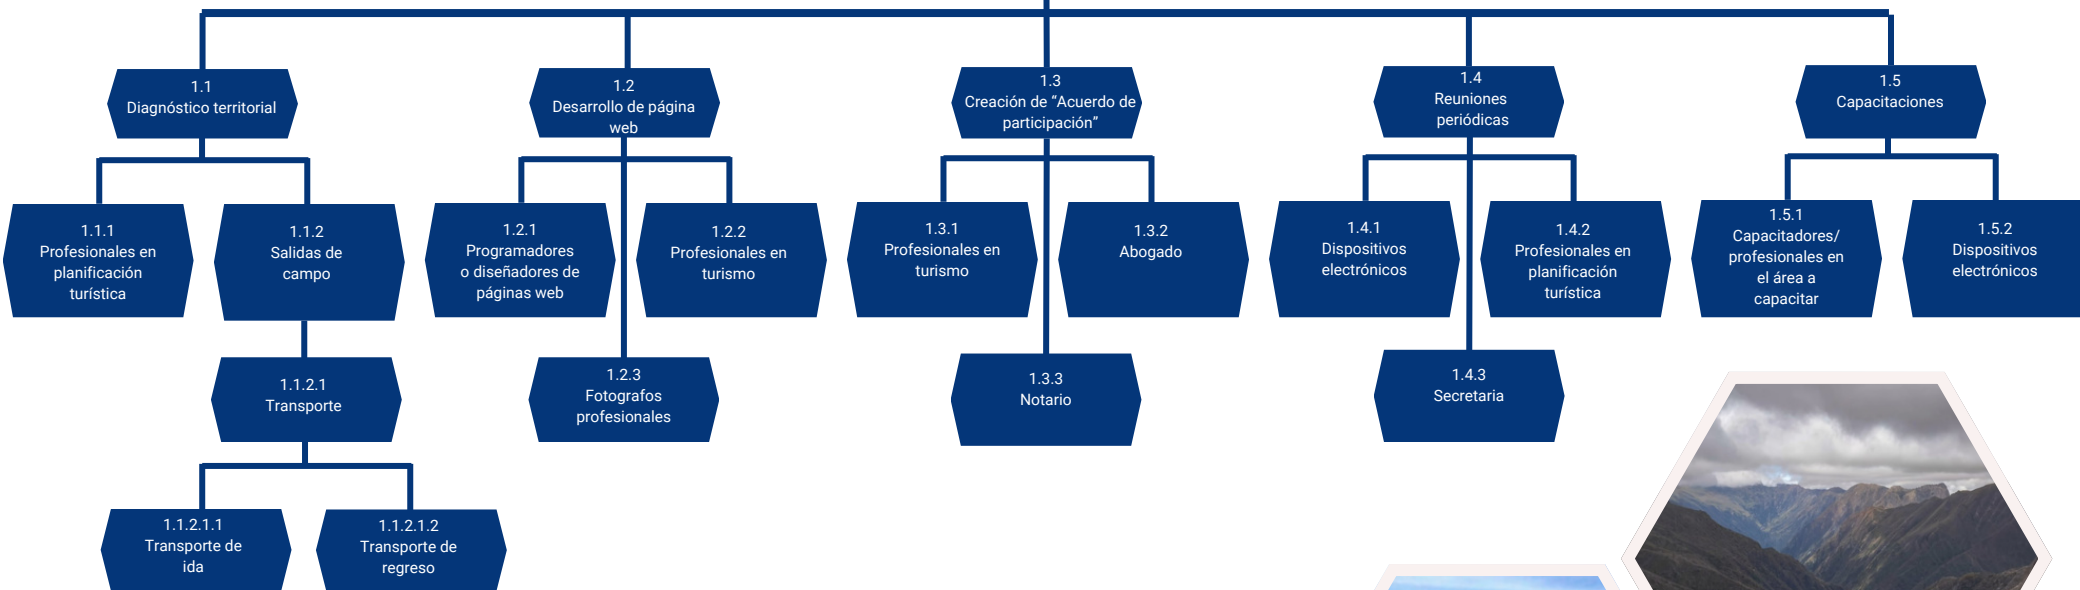 1.1
Diagnóstico territorial
1.2
Desarrollo de página
web
1.3
Creación de “Acuerdo de
participación”
1.4
Reuniones
periódicas
1.5
Capacitaciones
1.1.1
Profesionales en
planificación
turística
1.1.2
Salidas de
campo
1.2.1
Programadores
o diseñadores de
páginas web
1.2.2
Profesionales en
turismo
1.3.1
Profesionales en
turismo
1.3.2
Abogado
1.4.1
Dispositivos
electrónicos
1.4.2
Profesionales en
planificación
turística
1.5.1
Capacitadores/
profesionales en
el área a
capacitar
1.5.2
Dispositivos
electrónicos
1.1.2.1
Transporte
1.2.3
Fotografos
profesionales
1.3.3
Notario
1.4.3
Secretaria
1.1.2.1.1
Transporte de
ida
1.1.2.1.2
Transporte de
regreso